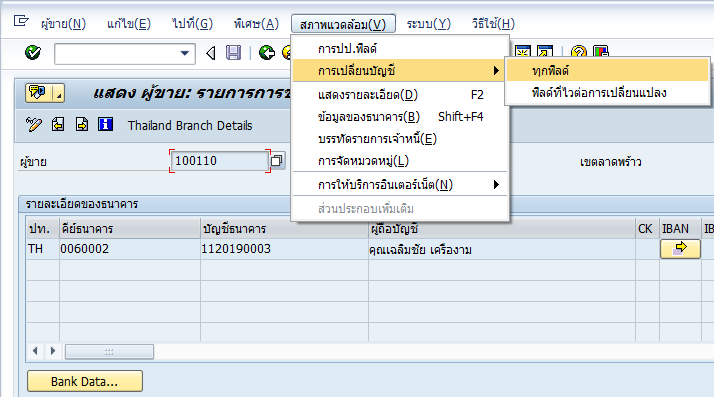 ผู้ขาย(N) แก้ไข(E) ไปที่(G) พิเศษ(A) สภาพแวดล้อม(V) ระบบ(Y) วิธีใช้(H)
การปป.ฟิลด์
การเปลี่ยนบัญชี
ทุกฟิลด์
ฟิลด์ที่ไวต่อการเปลี่ยนแปลง
แสดงรายละเอียด(D) F2
ข้อมูลของธนาคาร(B) Shift+F4
บรรทัดรายการเจ้าหนี้(E)
การจัดหมวดหมู่(L)
การให้บริการอินเตอร์เน็ต(N)
ส่วนประกอบเพิ่มเติม
แสดง ผู้ขาย: รายการการช
Thailand Branch Details
ผู้ขาย 100110 เขตลาดพร้าว
รายละเอียดของธนาคาร
ปท. คีย์ธนาคาร บัญชีธนาคาร ผู้ถือบัญชี CK IBAN IB
TH 0060002 1120190003 คุณเฉลิมชัย เครืองาม
Bank Data...